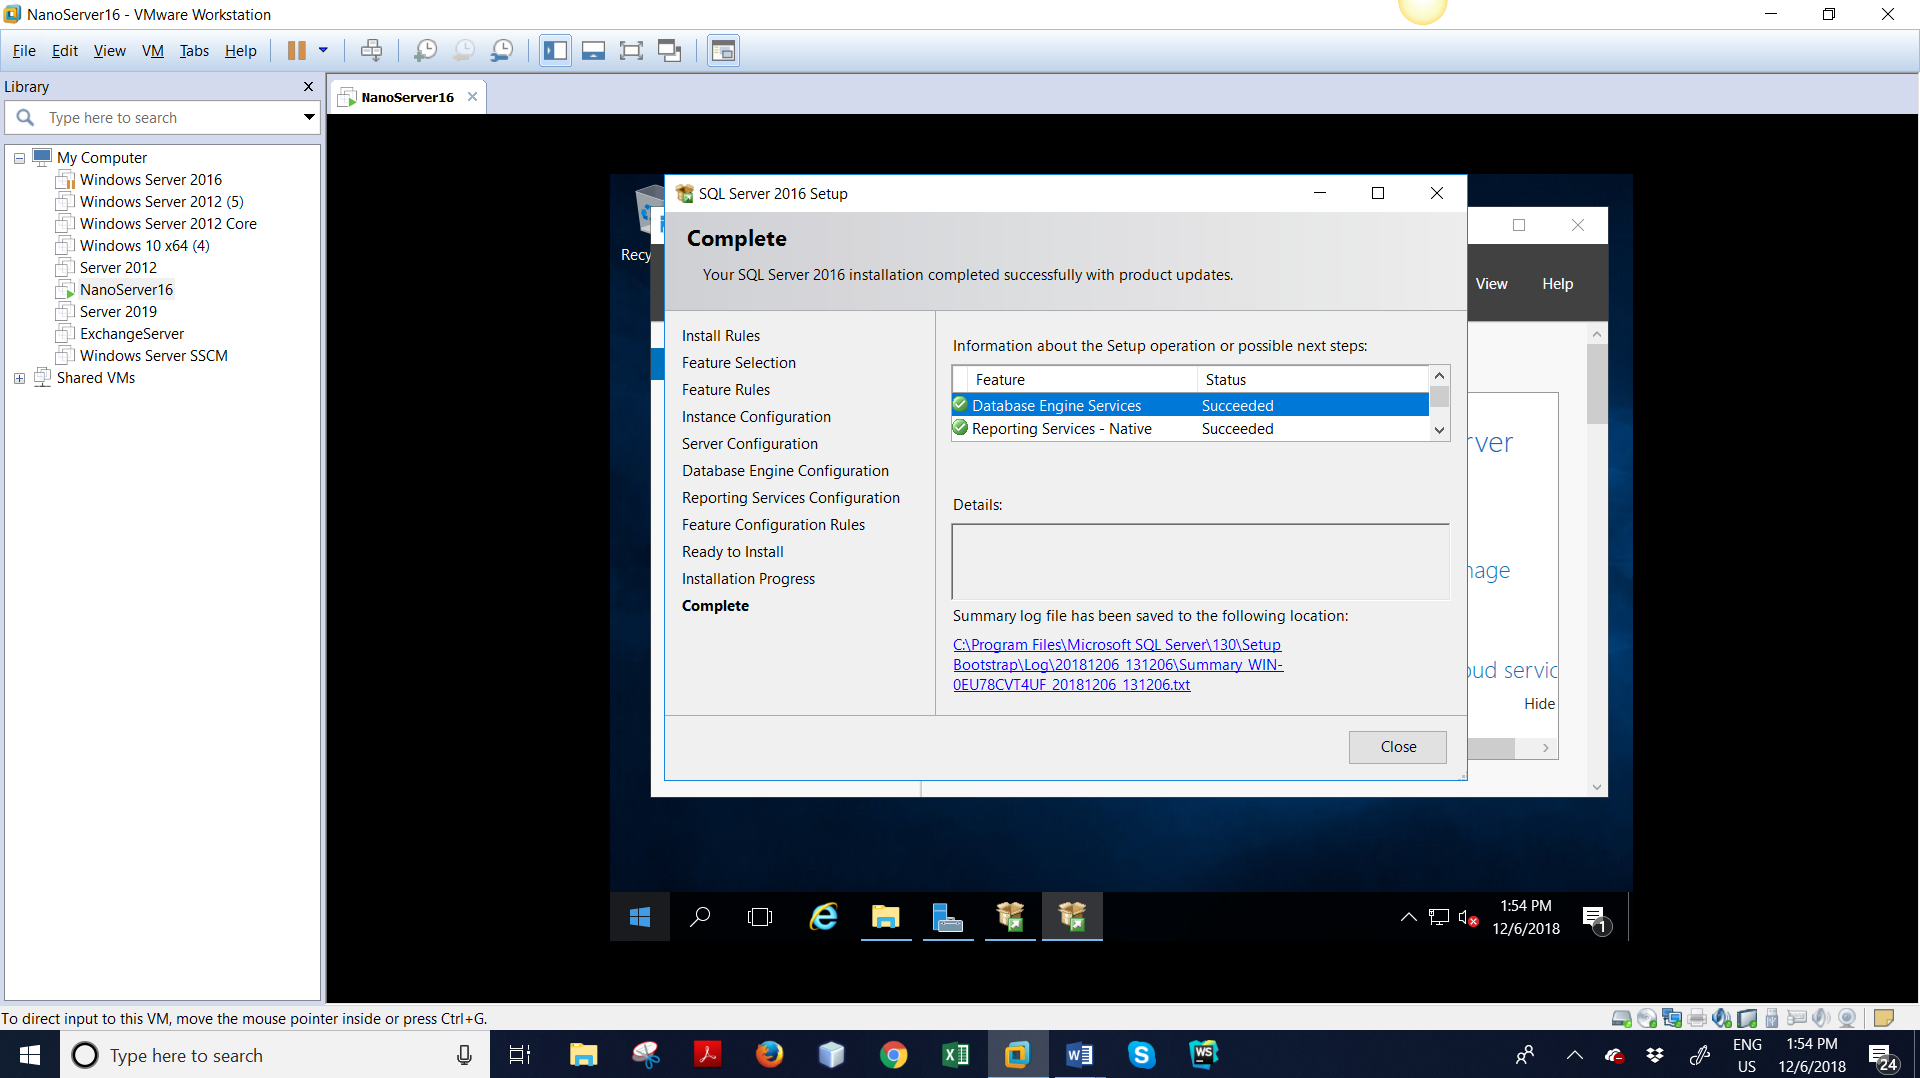 NanoServer16 - VMware Workstation
File Edit View VM Tabs Help
Library
Type here to search
My Computer
Windows Server 2016
Windows Server 2012 (5)
Windows Server 2012 Core
Windows 10 x64 (4)
Server 2012
NanoServer16
Server 2019
ExchangeServer
Windows Server SSCM
Shared VMs
NanoServer16
Recy
SQL Server 2016 Setup
Complete
Your SQL Server 2016 installation completed successfully with product updates.
View Help
Install Rules
Feature Selection
Feature Rules
Instance Configuration
Server Configuration
Database Engine Configuration
Reporting Services Configuration
Feature Configuration Rules
Ready to Install
Installation Progress
Complete
Information about the Setup operation or possible next steps:
Feature Status
Database Engine Services Succeeded
Reporting Services - Native Succeeded
Details:
Summary log file has been saved to the following location:
C:\Program Files\Microsoft SQL Server\130\Setup
Bootstrap\Log\20181206_131206\Summary_WIN-
0EU78CVT4UF_20181206_131206.txt
Close
rver
nage
oud servic
Hide
1:54 PM
12/6/2018
1
To direct input to this VM, move the mouse pointer inside or press Ctrl+G.
Type here to search
WS
ENG
US
1:54 PM
12/6/2018
24